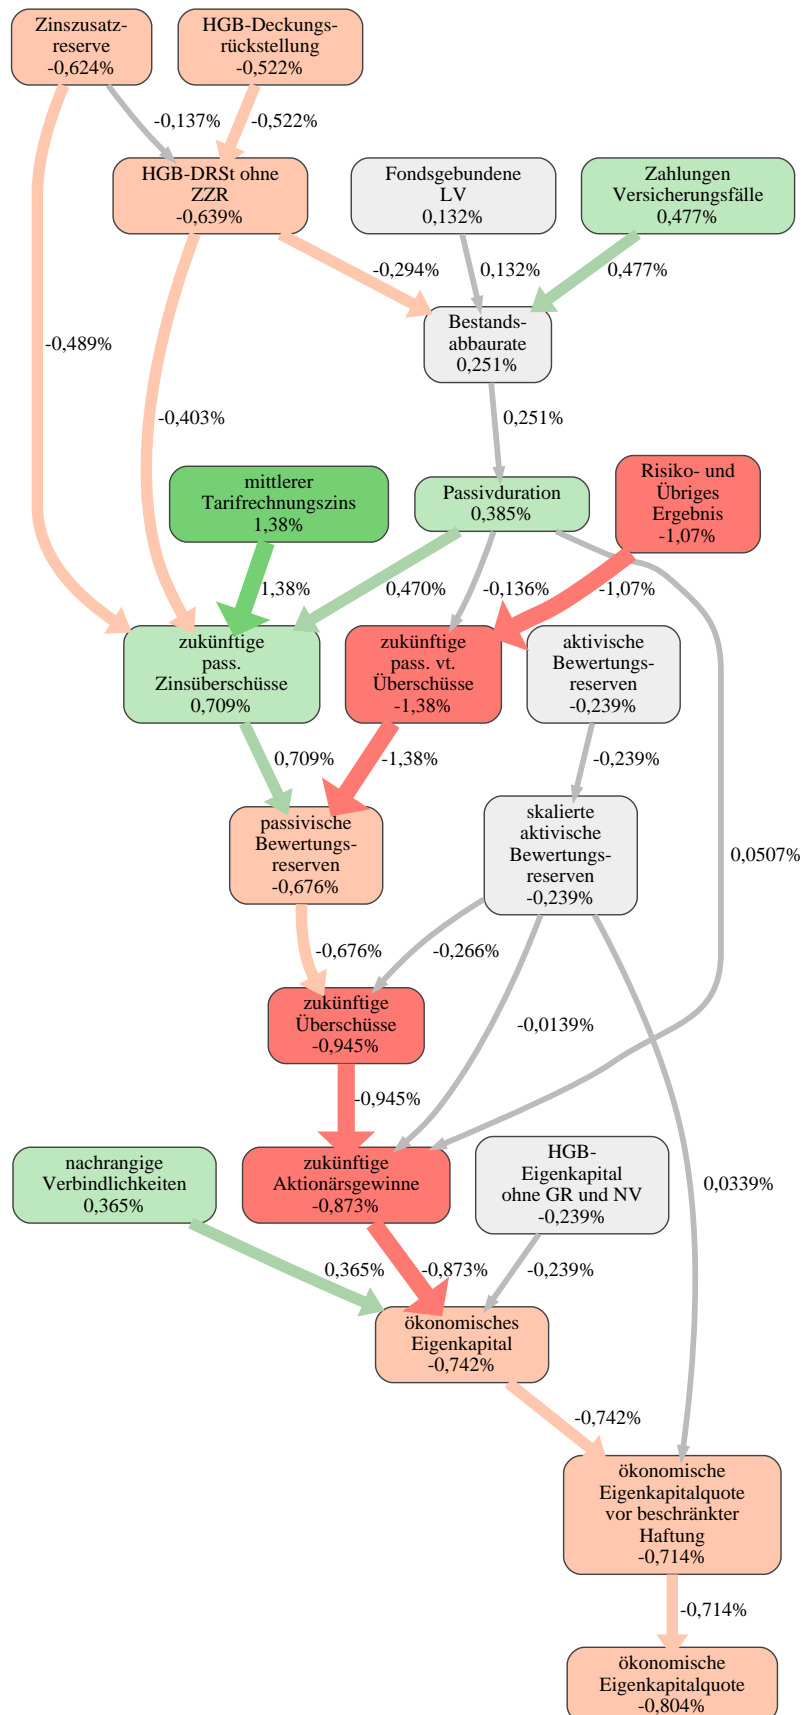 Zinszusatz-
reserve
-0,624%
HGB-Deckungs-
rückstellung
-0,522%
-0,137%
-0,522%
HGB-DRSt ohne
ZZR
-0,639%
Fondsgebundene
LV
0,132%
Zahlungen
Versicherungsfälle
0,477%
-0,294%
0,132%
0,477%
Bestands-
abbaurate
0,251%
-0,489%
-0,403%
0,251%
mittlerer
Tarifrechnungszins
1,38%
Passivduration
0,385%
Risiko- und
Übriges
Ergebnis
-1,07%
1,38%
0,470%
-0,136%
-1,07%
zukünftige
pass.
Zinsüberschüsse
0,709%
zukünftige
pass. vt.
Überschüsse
-1,38%
aktivische
Bewertungs-
reserven
-0,239%
0,709%
-1,38%
-0,239%
passivische
Bewertungs-
reserven
-0,676%
skalierte
aktivische
Bewertungs-
reserven
-0,239%
0,0507%
-0,676%
-0,266%
zukünftige
Überschüsse
-0,945%
-0,0139%
-0,945%
nachrangige
Verbindlichkeiten
0,365%
zukünftige
Aktionärsgewinne
-0,873%
HGB-
Eigenkapital
ohne GR und NV
-0,239%
0,0339%
0,365%
-0,873%
-0,239%
ökonomisches
Eigenkapital
-0,742%
-0,742%
ökonomische
Eigenkapitalquote
vor beschränkter
Haftung
-0,714%
-0,714%
ökonomische
Eigenkapitalquote
-0,804%